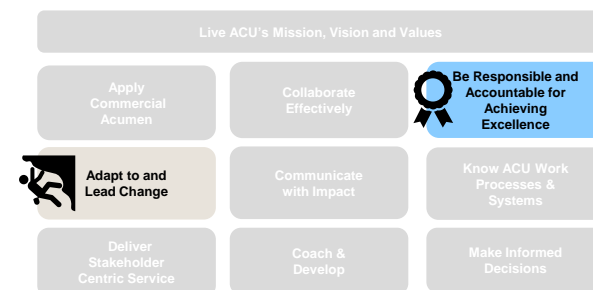 Live ACU's Mission, Vision and Values
Apply
Commercial
Acumen
Collaborate
Effectively
Be Responsible and
Accountable for
Achieving
Excellence
Adapt to and
Lead Change
Communicate
with Impact
Know ACU Work
Processes &
Systems
Deliver
Stakeholder
Centric Service
Coach &
Develop
Make Informed
Decisions